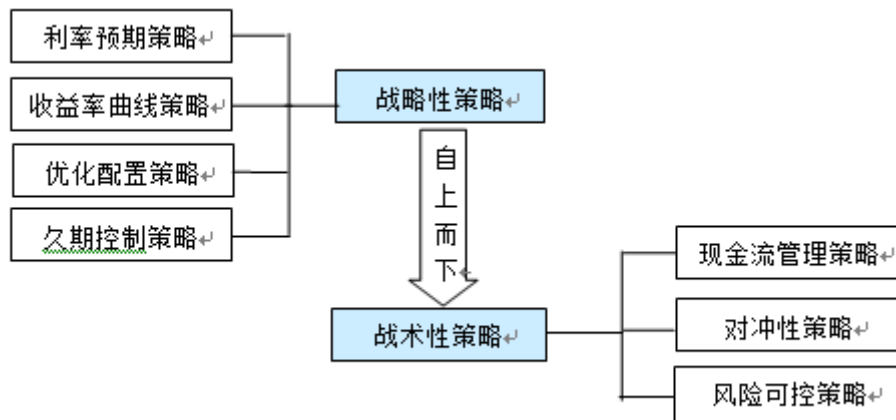 利率预期策略
收益率曲线策略
优化配置策略
久期控制策略
战略性策略
自上而下
战术性策略
现金流管理策略
对冲性策略
风险可控策略